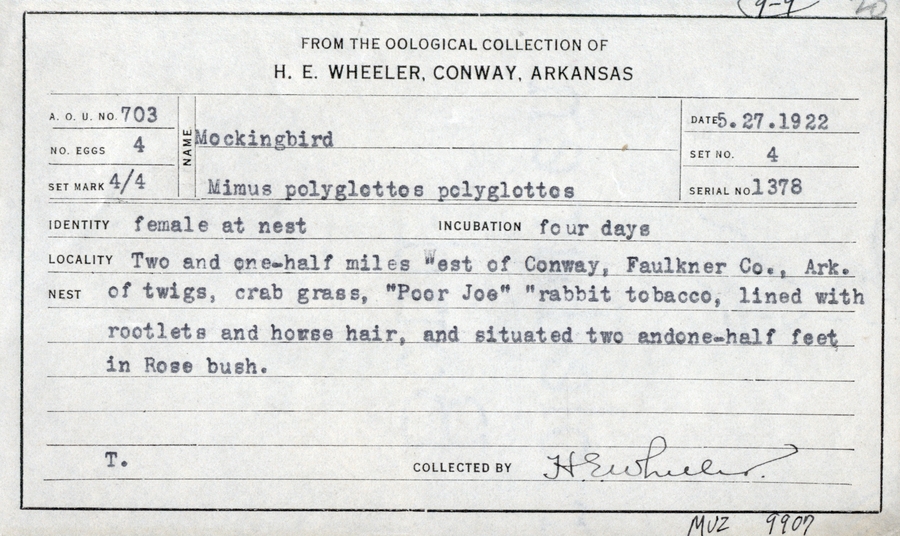 9-9 20
FROM THE OOLOGICAL COLLECTION OF
H. E. WHEELER, CONWAY, ARKANSAS
A. O. U. NO. 703
NO. EGGS 4
SET MARK 4/4
NAME
Mockingbird
Mimus polyglottos polyglottos
DATE 5.27.1922
SET NO. 4
SERIAL NO. 1378
IDENTITY female at nest INCUBATION four days
LOCALITY Two and one-half miles West of Conway, Faulkner Co., Ark.
NEST of twigs, crab grass, "Poor Joe" "rabbit tobacco, lined with
rootlets and horse hair, and situated two andone-half feet
in Rose bush.
T. COLLECTED BY H.E.Wheeler.
MVZ 9907